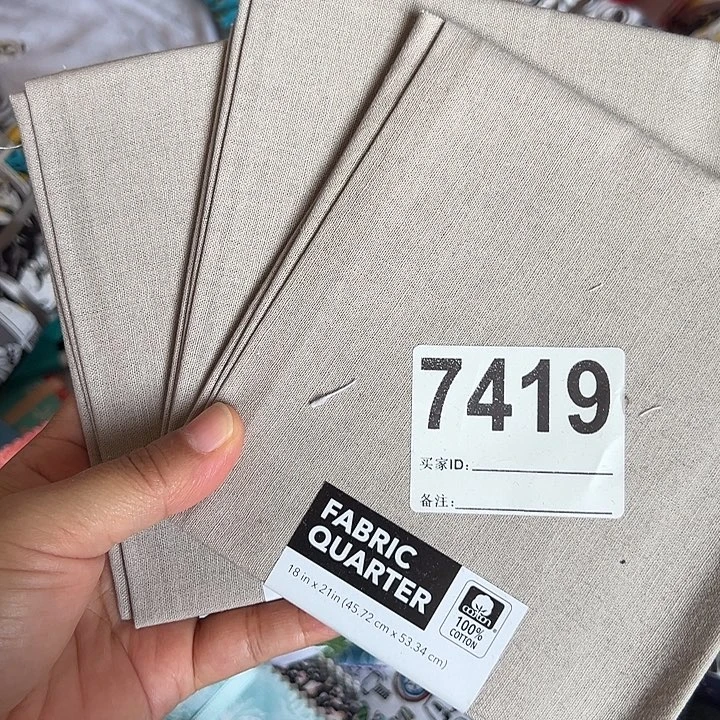 7419
买家ID:
备注:
FABRIC
QUARTER
18 in x 21in (45.72 cm x 53.34 cm)
COTTON
100%
COTTON